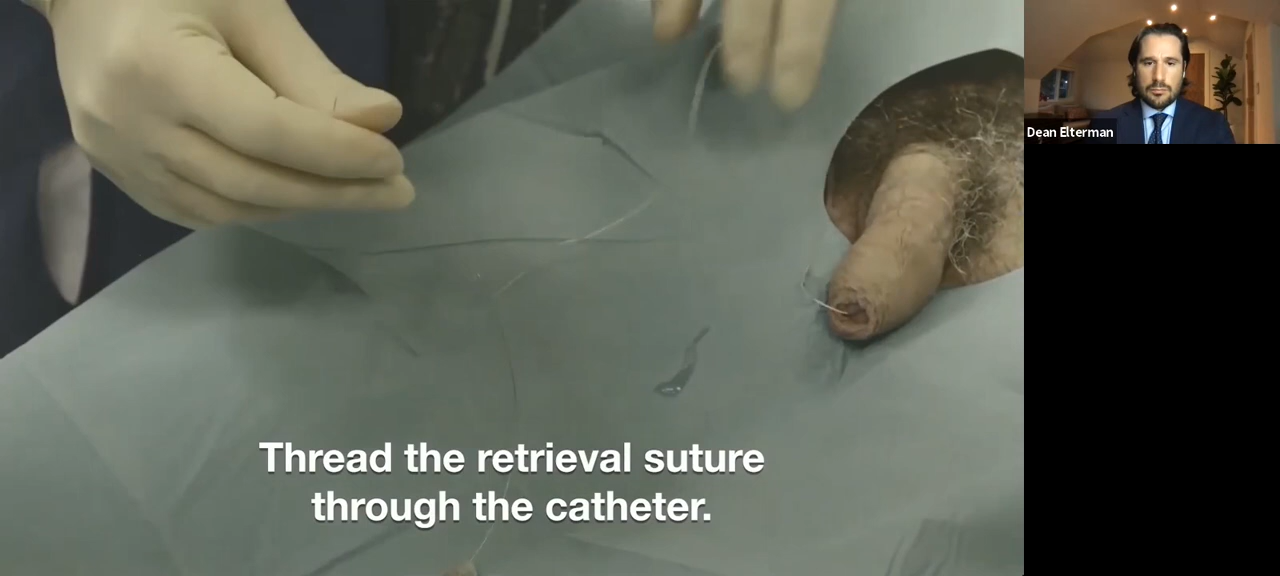 Dean Elterman
Thread the retrieval suture
through the catheter.